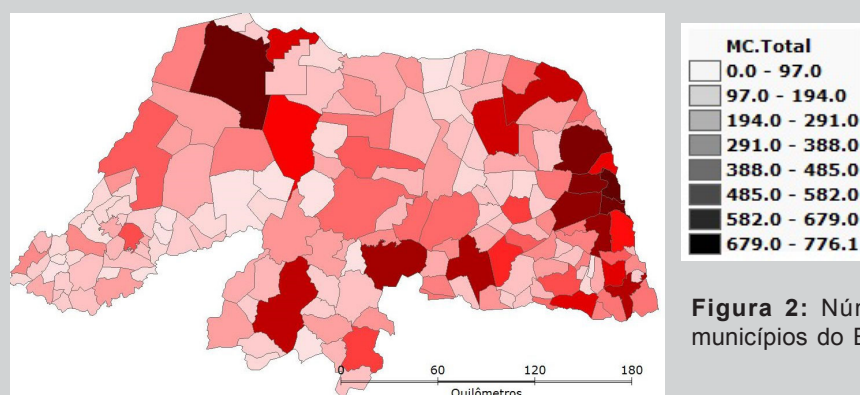 MC.Total
0.0 - 97.0
97.0 - 194.0
194.0 - 291.0
291.0 - 388.0
388.0 - 485.0
485.0 - 582.0
582.0 - 679.0
679.0 - 776.1
Figura 2: Núr
municípios do E
0 60 120 180
Quilômetros